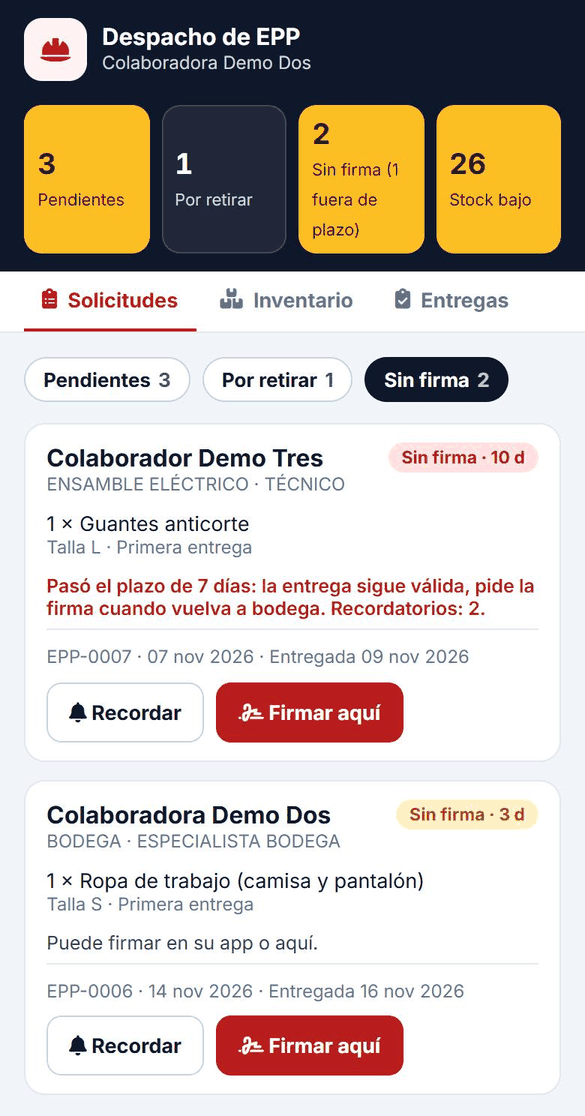 Despacho de EPP
Colaboradora Demo Dos
3
Pendientes
1
Por retirar
2
Sin firma (1
fuera de
plazo)
26
Stock bajo
Solicitudes
Inventario
Entregas
Pendientes 3
Por retirar 1
Sin firma 2
Colaborador Demo Tres
Sin firma · 10 d
ENSAMBLE ELÉCTRICO · TÉCNICO
1 × Guantes anticorte
Talla L · Primera entrega
Pasó el plazo de 7 días: la entrega sigue válida, pide la
firma cuando vuelva a bodega. Recordatorios: 2.
EPP-0007 · 07 nov 2026 · Entregada 09 nov 2026
Recordar
Firmar aquí
Colaboradora Demo Dos
Sin firma · 3 d
BODEGA · ESPECIALISTA BODEGA
1 × Ropa de trabajo (camisa y pantalón)
Talla S · Primera entrega
Puede firmar en su app o aquí.
EPP-0006 · 14 nov 2026 · Entregada 16 nov 2026
Recordar
Firmar aquí